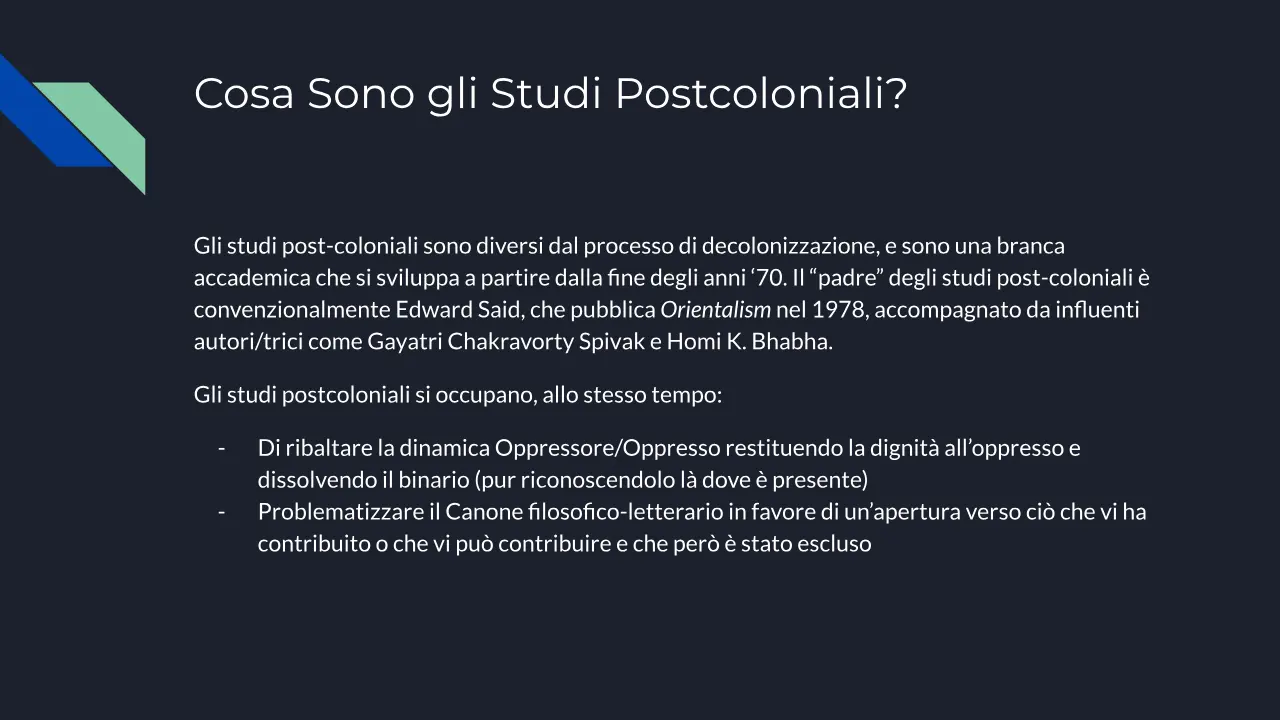 Cosa Sono gli Studi Postcoloniali?
Gli studi post-coloniali sono diversi dal processo di decolonizzazione, e sono una branca
accademica che si sviluppa a partire dalla fine degli anni ‘70. Il “padre” degli studi post-coloniali è
convenzionalmente Edward Said, che pubblica Orientalism nel 1978, accompagnato da influenti
autori/trici come Gayatri Chakravorty Spivak e Homi K. Bhabha.
Gli studi postcoloniali si occupano, allo stesso tempo:
- Di ribaltare la dinamica Oppressore/Oppresso restituendo la dignità all’oppresso e
dissolvendo il binario (pur riconoscendolo là dove è presente)
- Problematizzare il Canone filosofico-letterario in favore di un’apertura verso ciò che vi ha
contribuito o che vi può contribuire e che però è stato escluso